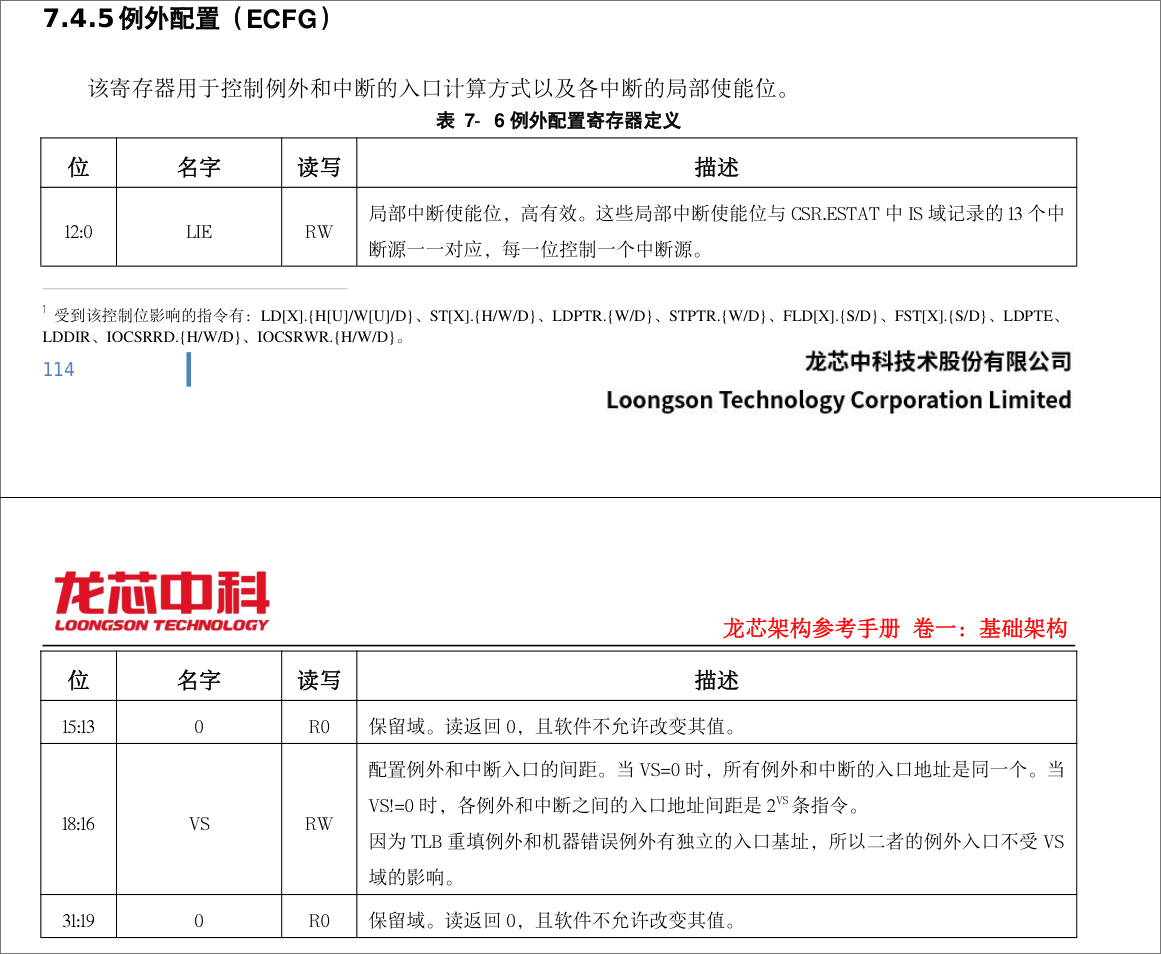 7.4.5 例外配置（ECFG）
该寄存器用于控制例外和中断的入口计算方式以及各中断的局部使能位。
表 7- 6 例外配置寄存器定义
位 名字 读写 描述
12:0 LIE RW 局部中断使能位，高有效。这些局部中断使能位与 CSR.ESTAT 中 IS 域记录的 13 个中
断源一一对应，每一位控制一个中断源。
1 受到该控制位影响的指令有：LD[X].{H[U]/W[U]/D}、ST[X].{H/W/D}、LDPTR.{W/D}、STPTR.{W/D}、FLD[X].{S/D}、FST[X].{S/D}、LDPTE、
LDDIR、IOCSRRD.{H/W/D}、IOCSRWR.{H/W/D}。
114
龙芯中科技术股份有限公司
Loongson Technology Corporation Limited
龙芯中科
LOONGSON TECHNOLOGY
龙芯架构参考手册 卷一：基础架构
位 名字 读写 描述
15:13 0 R0 保留域。读返回 0，且软件不允许改变其值。
18:16 VS RW 配置例外和中断入口的间距。当 VS=0 时，所有例外和中断的入口地址是同一个。当
VS!=0 时，各例外和中断之间的入口地址间距是 2^VS 条指令。
因为 TLB 重填例外和机器错误例外有独立的入口基址，所以二者的例外入口不受 VS
域的影响。
31:19 0 R0 保留域。读返回 0，且软件不允许改变其值。